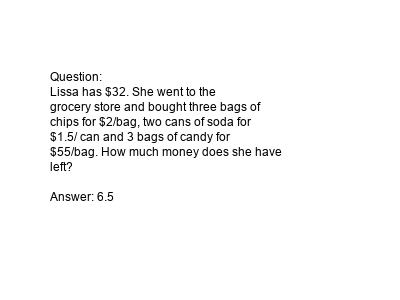 Question:
Lissa has $32. She went to the
grocery store and bought three bags of
chips for $2/bag, two cans of soda for
$1.5/ can and 3 bags of candy for
$55/bag. How much money does she have
left?
Answer: 6.5